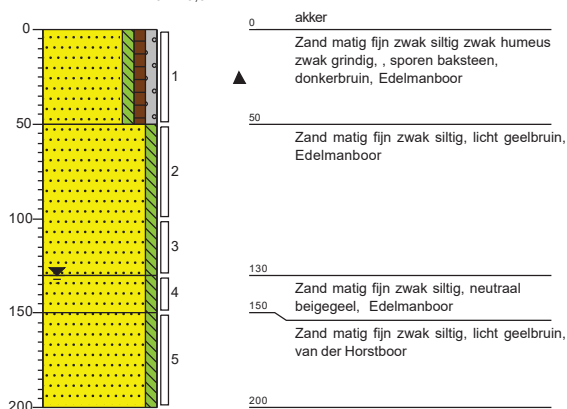 0
50
100
150
200
1
2
3
4
5
0
akker
Zand matig fijn zwak siltig zwak humeus
zwak grindig, , sporen baksteen,
donkerbruin, Edelmanboor
50
Zand matig fijn zwak siltig, licht geelbruin,
Edelmanboor
130
Zand matig fijn zwak siltig, neutraal
beigegeel, Edelmanboor
150
Zand matig fijn zwak siltig, licht geelbruin,
van der Horstboor
200